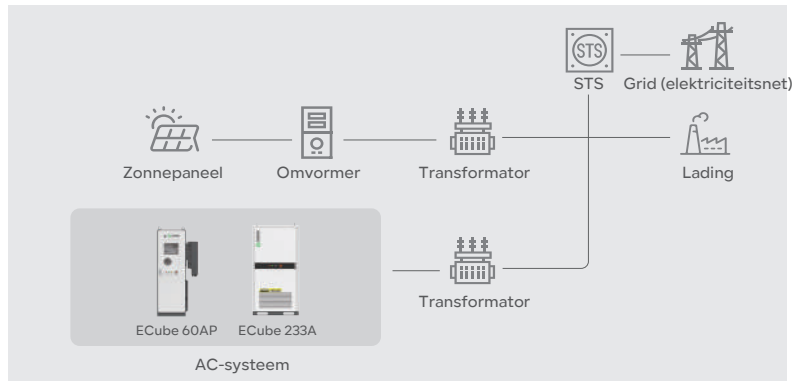 STS
STS
Grid (elektriciteitsnet)
Zonnepaneel
Omvormer
Transformator
Lading
Transformator
ECube 60AP
ECube 233A
AC-systeem